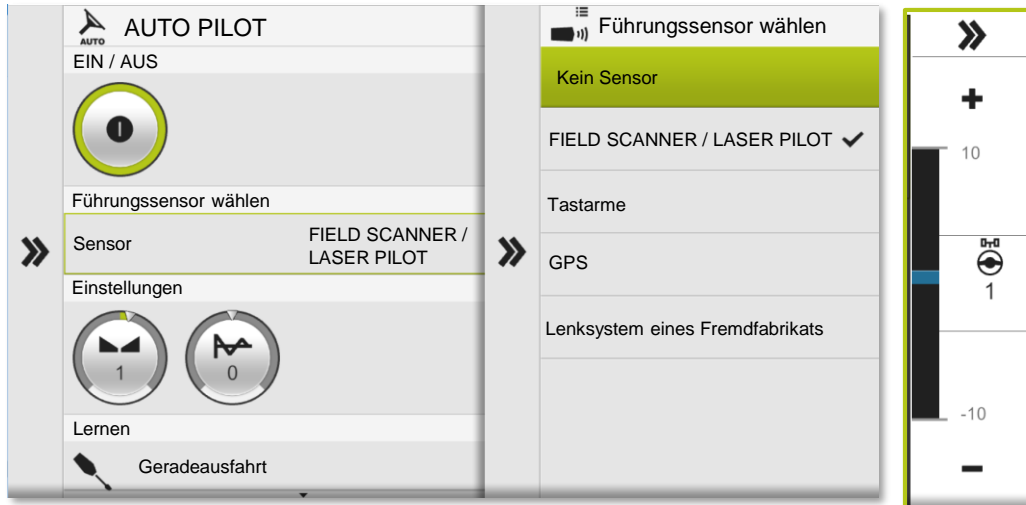 AUTO
AUTO PILOT
EIN / AUS
Führungssensor wählen
Sensor
FIELD SCANNER /
LASER PILOT
Einstellungen
1
0
Lernen
Geradeausfahrt
Führungssensor wählen
Kein Sensor
FIELD SCANNER / LASER PILOT
Tastarme
GPS
Lenksystem eines Fremdfabrikats
+
10
1
-10
-